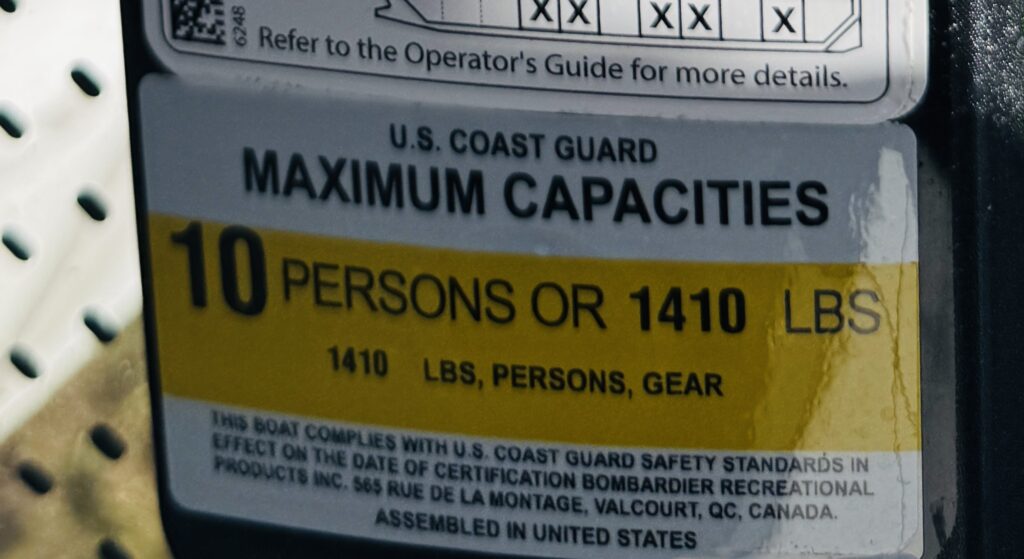 X X X X X
6248
Refer to the Operator's Guide for more details.
U.S. COAST GUARD
MAXIMUM CAPACITIES
10 PERSONS OR 1410 LBS
1410 LBS, PERSONS, GEAR
THIS BOAT COMPLIES WITH U.S. COAST GUARD SAFETY STANDARDS IN
EFFECT ON THE DATE OF CERTIFICATION BOMBARDIER RECREATIONAL
PRODUCTS INC. 565 RUE DE LA MONTAGE, VALCOURT, QC, CANADA.
ASSEMBLED IN UNITED STATES